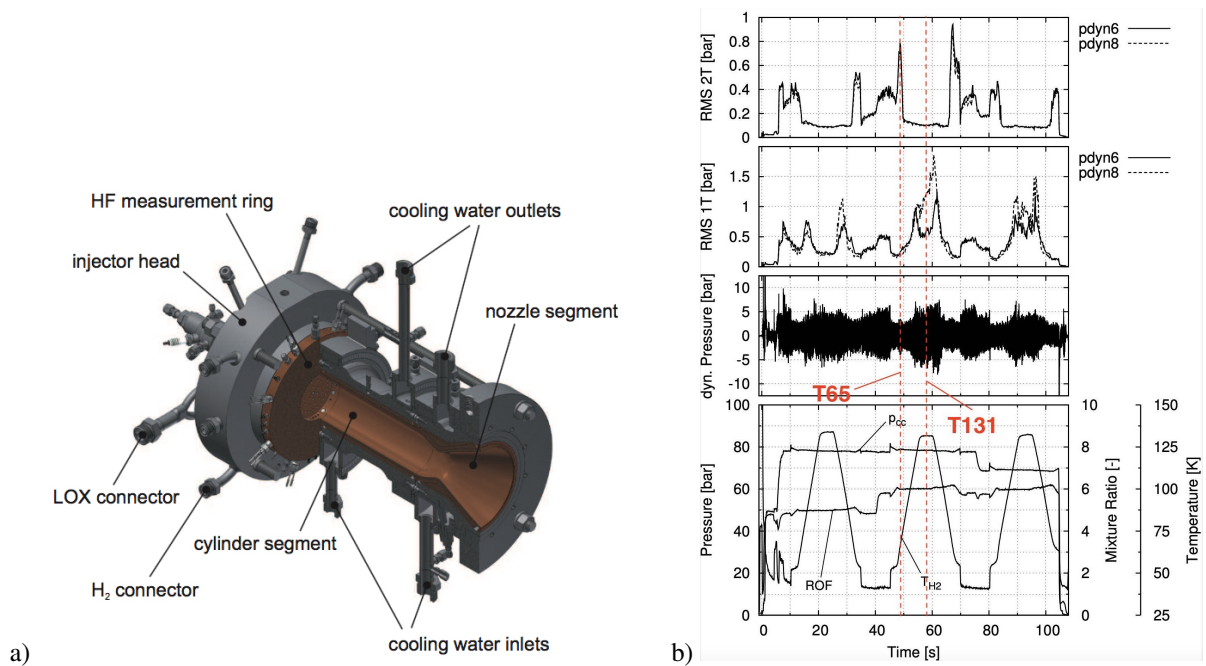 HF measurement ring
cooling water outlets
injector head
nozzle segment
LOX connector
cylinder segment
H₂ connector
cooling water inlets
a)
RMS 2T [bar]
1
0.8
0.6
0.4
0.2
0
pdyn6
pdyn8
RMS 1T [bar]
1.5
1
0.5
0
pdyn6
pdyn8
dyn. Pressure [bar]
10
5
0
-5
-10
T65
T131
Pressure [bar]
100
80
60
40
20
0
p_cc
ROF
T_H2
10
8
6
4
2
0
Mixture Ratio [-]
150
125
100
75
50
25
Temperature [K]
0 20 40 60 80 100
Time [s]
b)